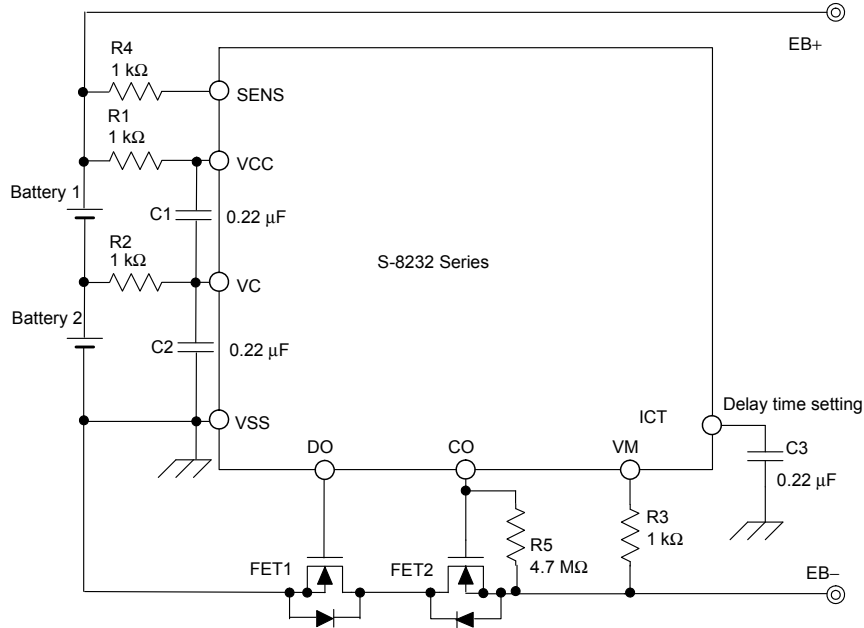 EB+
R4
1 kΩ
SENS
R1
1 kΩ
VCC
Battery 1
C1
0.22 μF
R2
1 kΩ
S-8232 Series
VC
Battery 2
C2
0.22 μF
Delay time setting
ICT
VSS
DO
CO
VM
C3
0.22 μF
R3
1 kΩ
R5
4.7 MΩ
FET1
FET2
EB−